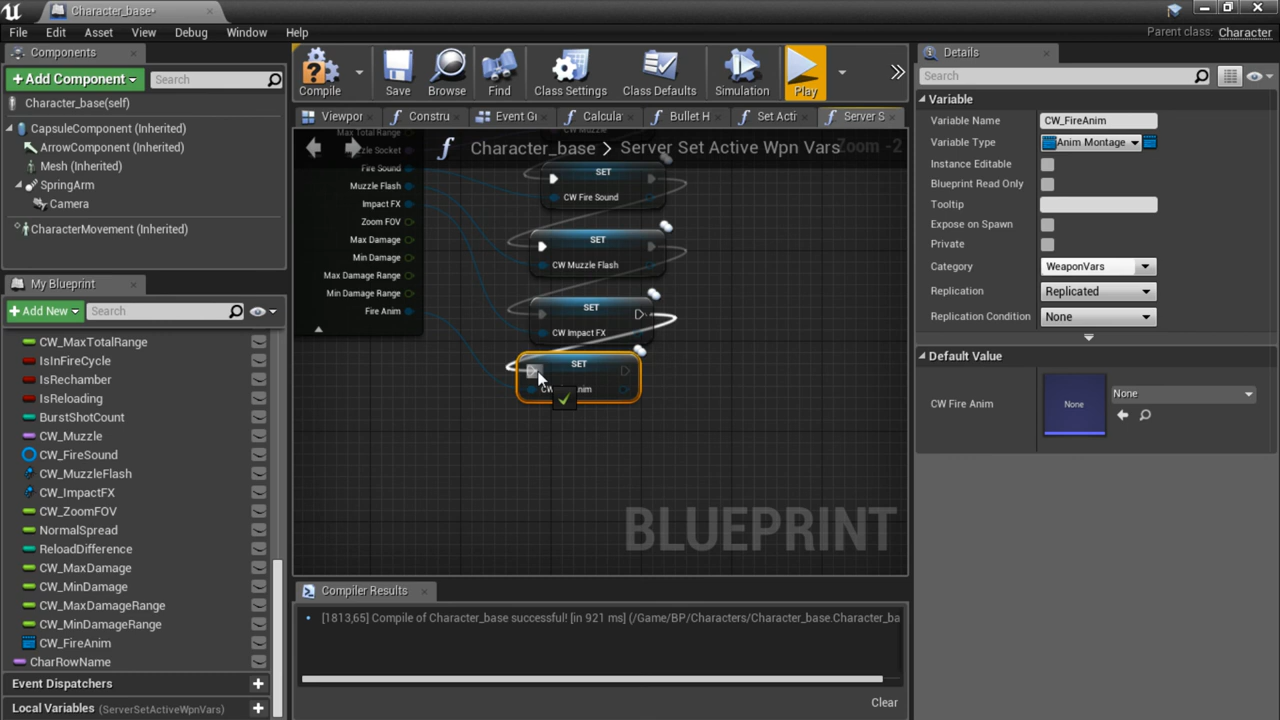 Character_base*
File Edit Asset View Debug Window Help
Parent class: Character
Components
+Add Component
Search
Character_base(self)
CapsuleComponent (Inherited)
ArrowComponent (Inherited)
Mesh (Inherited)
SpringArm
Camera
CharacterMovement (Inherited)
My Blueprint
+Add New
Search
CW_MaxTotalRange
IsInFireCycle
IsRechamber
IsReloading
BurstShotCount
CW_Muzzle
CW_FireSound
CW_MuzzleFlash
CW_ImpactFX
CW_ZoomFOV
NormalSpread
ReloadDifference
CW_MaxDamage
CW_MinDamage
CW_MaxDamageRange
CW_MinDamageRange
CW_FireAnim
CharRowName
Event Dispatchers
Local Variables (ServerSetActiveWpnVars)
Compile Save Browse Find Class Settings Class Defaults Simulation Play
Viewpor Constru Event Gr Calcula Bullet H Set Acti Server S
Character_base > Server Set Active Wpn Vars
Zoom -2
Max Total Range
Muzzle Socket
Fire Sound
Muzzle Flash
Impact FX
Zoom FOV
Max Damage
Min Damage
Max Damage Range
Min Damage Range
Fire Anim
CW Muzzle
SET
CW Fire Sound
SET
CW Muzzle Flash
SET
CW Impact FX
SET
BLUEPRINT
Compiler Results
[1813,65] Compile of Character_base successful! [in 921 ms] (/Game/BP/Characters/Character_base.Character_ba
Clear
Details
Search
Variable
Variable Name CW_FireAnim
Variable Type Anim Montage
Instance Editable
Blueprint Read Only
Tooltip
Expose on Spawn
Private
Category WeaponVars
Replication Replicated
Replication Condition None
Default Value
CW Fire Anim None None